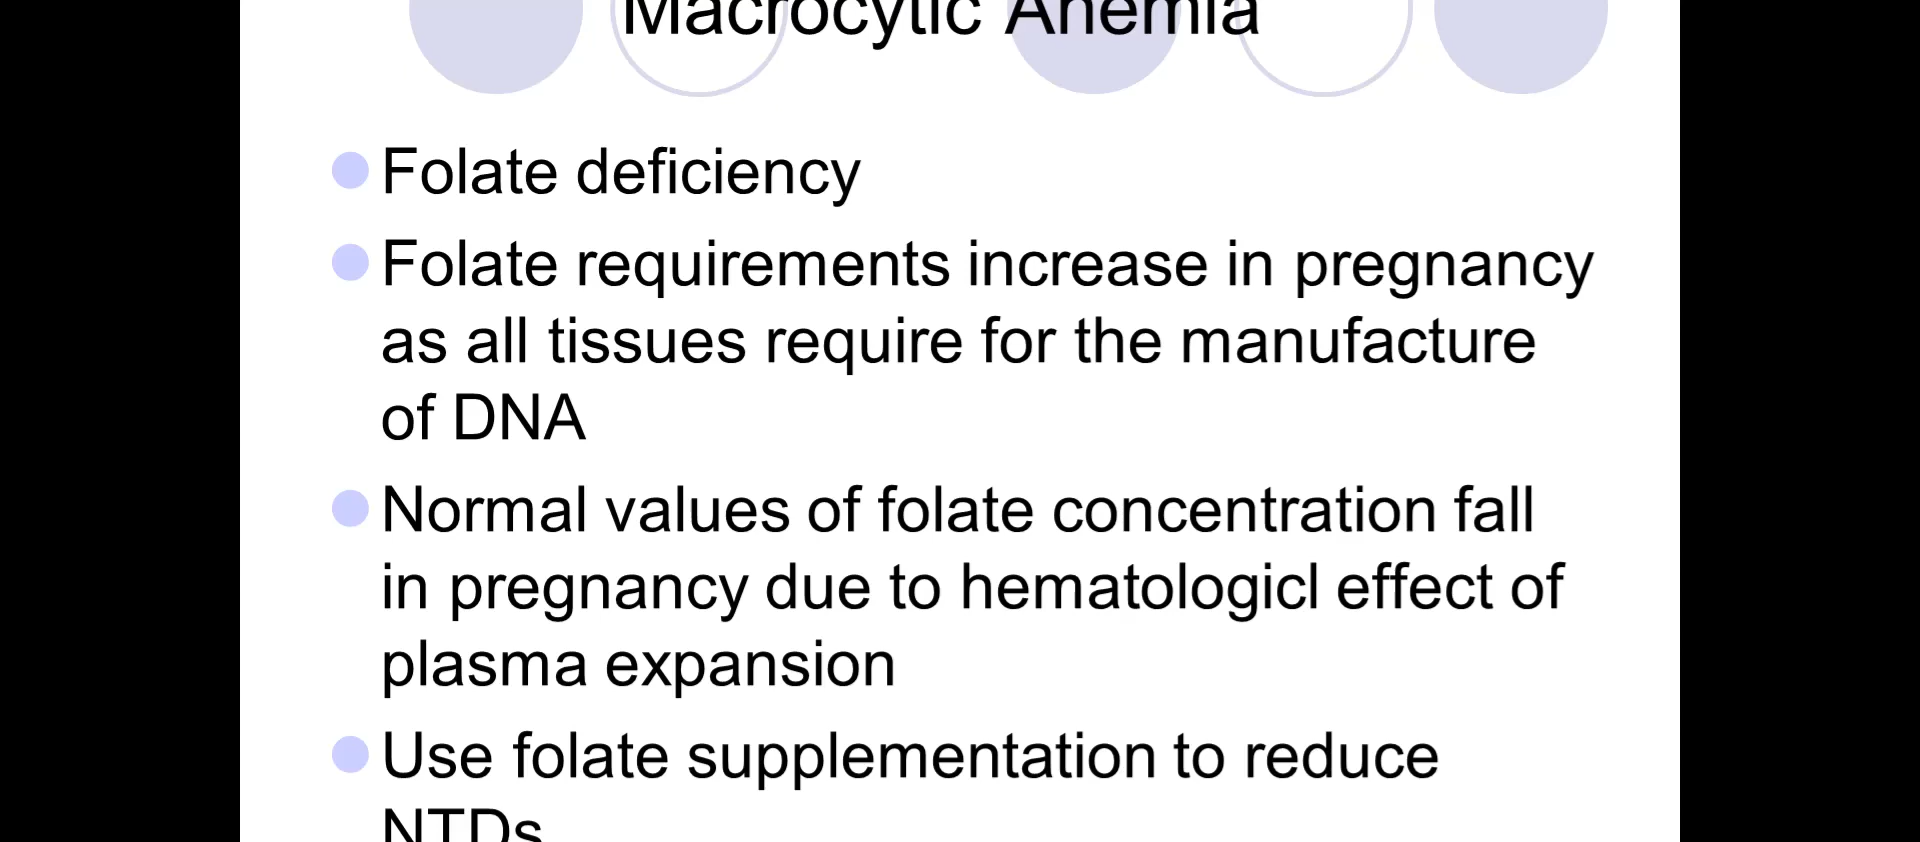 Macrocytic Anemia
Folate deficiency
Folate requirements increase in pregnancy
as all tissues require for the manufacture
of DNA
Normal values of folate concentration fall
in pregnancy due to hematologicl effect of
plasma expansion
Use folate supplementation to reduce
NTDs